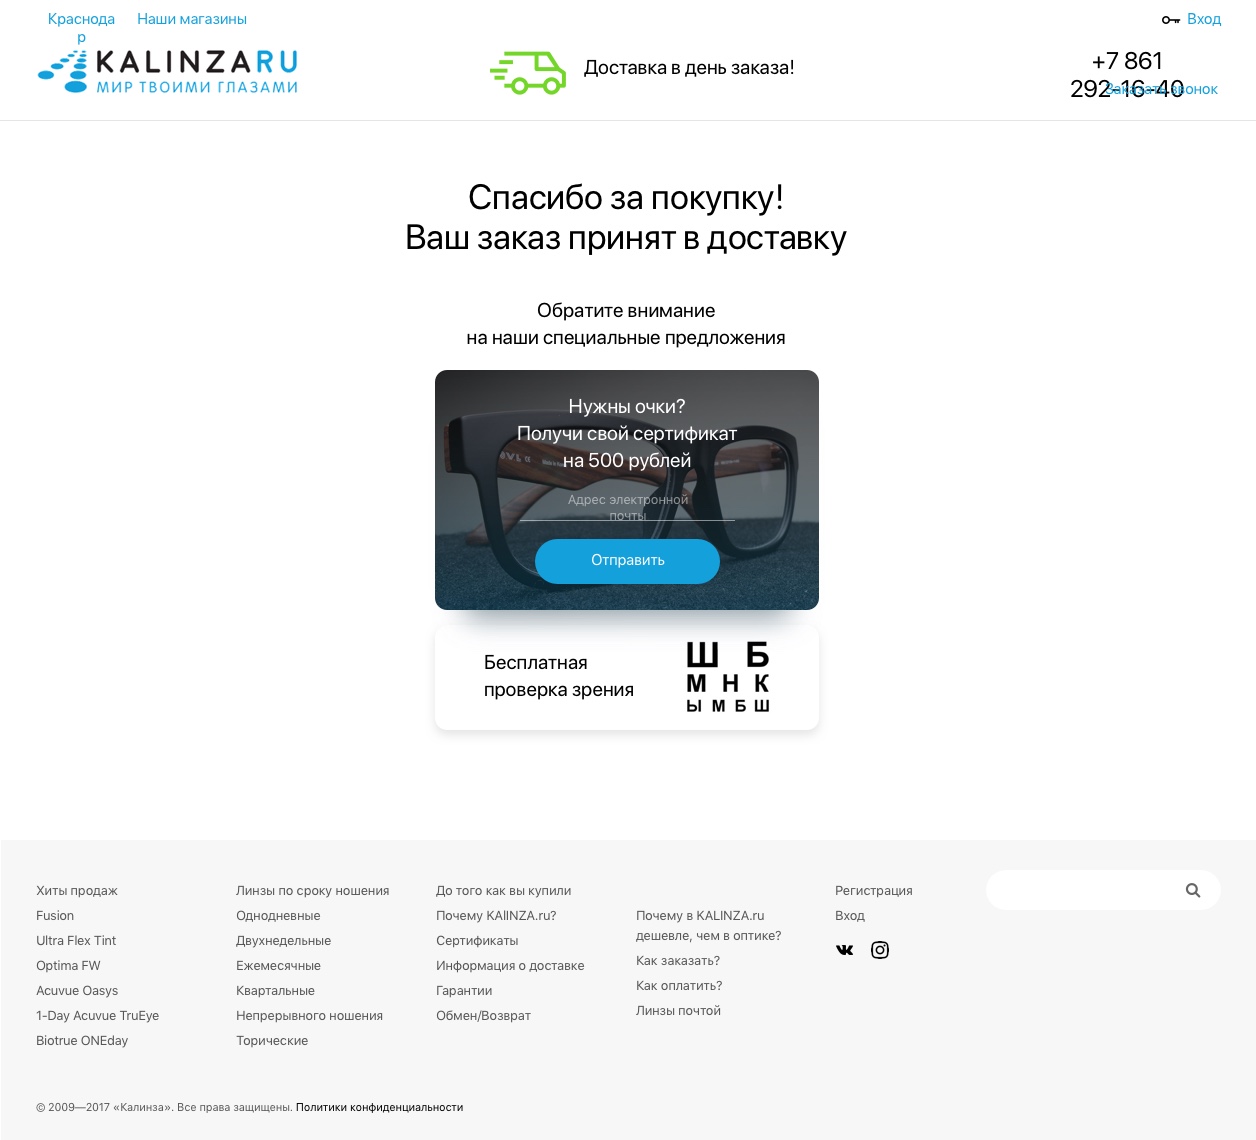 Краснода
р
Наши магазины
Вход
KALINZARU
МИР ТВОИМИ ГЛАЗАМИ
Доставка в день заказа!
+7 861
292-16-40
Заказать звонок
Спасибо за покупку!
Ваш заказ принят в доставку
Обратите внимание
на наши специальные предложения
Нужны очки?
Получи свой сертификат
на 500 рублей
Адрес электронной
почты
Отправить
Бесплатная
проверка зрения
Ш Б
М Н К
Ы М Б Ш
Хиты продаж
Fusion
Ultra Flex Tint
Optima FW
Acuvue Oasys
1-Day Acuvue TruEye
Biotrue ONEday
Линзы по сроку ношения
Однодневные
Двухнедельные
Ежемесячные
Квартальные
Непрерывного ношения
Торические
До того как вы купили
Почему KAlINZA.ru?
Сертификаты
Информация о доставке
Гарантии
Обмен/Возврат
Почему в KALINZA.ru
дешевле, чем в оптике?
Как заказать?
Как оплатить?
Линзы почтой
Регистрация
Вход
© 2009—2017 «Калинза». Все права защищены. Политики конфиденциальности